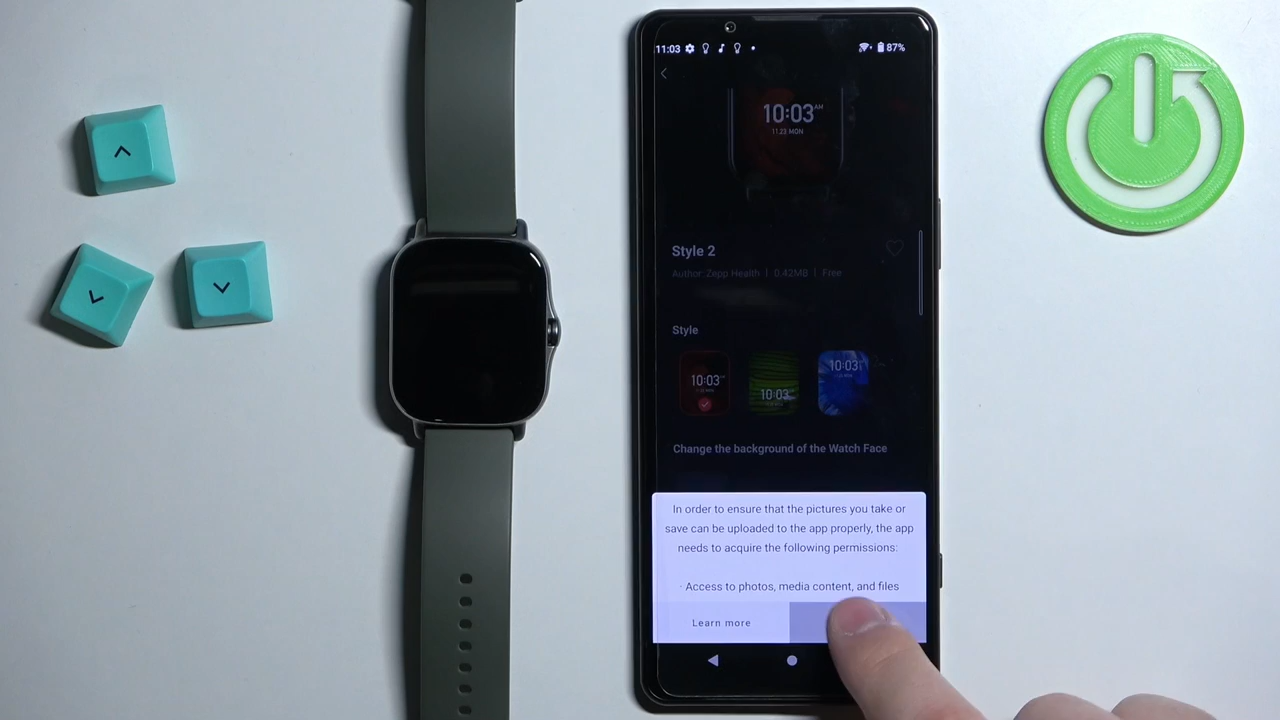 11:03
87%
10:03 AM
11.23 MON
Style 2
Author: Zepp Health | 0.42MB | Free
Style
10:03
10:03
10:03
Change the background of the Watch Face
In order to ensure that the pictures you take or
save can be uploaded to the app properly, the app
needs to acquire the following permissions:
· Access to photos, media content, and files
Learn more